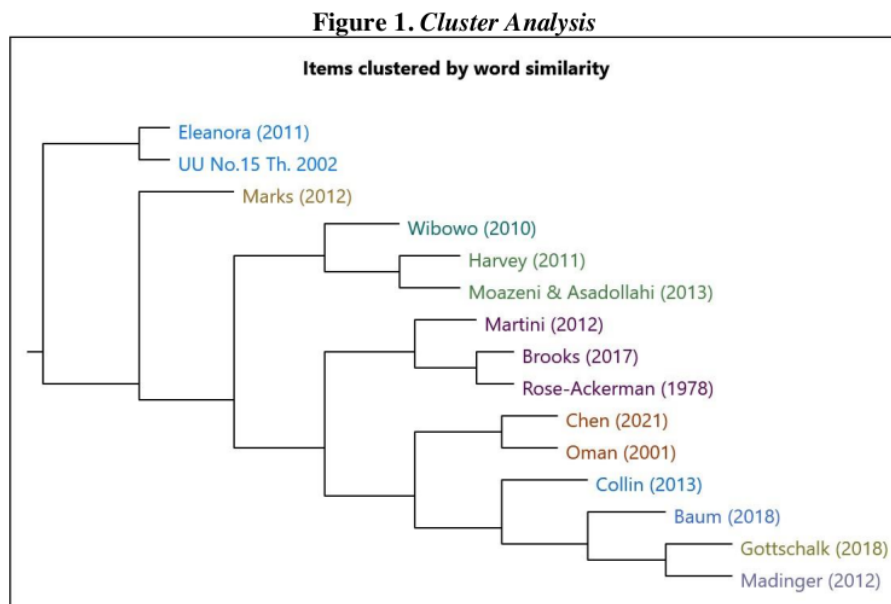 Figure 1. Cluster Analysis
Items clustered by word similarity
Eleanora (2011)
UU No.15 Th. 2002
Marks (2012)
Wibowo (2010)
Harvey (2011)
Moazeni & Asadollahi (2013)
Martini (2012)
Brooks (2017)
Rose-Ackerman (1978)
Chen (2021)
Oman (2001)
Collin (2013)
Baum (2018)
Gottschalk (2018)
Madinger (2012)